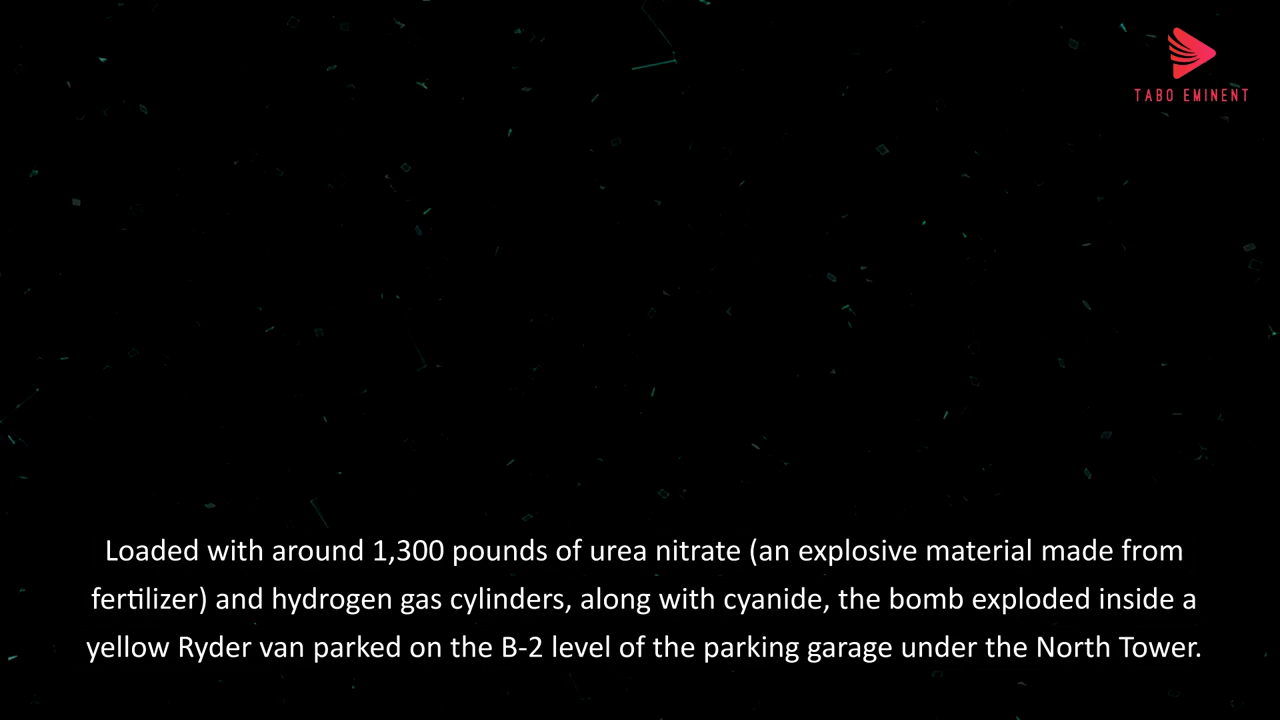 TABO EMINENT
Loaded with around 1,300 pounds of urea nitrate (an explosive material made from
fertilizer) and hydrogen gas cylinders, along with cyanide, the bomb exploded inside a
yellow Ryder van parked on the B-2 level of the parking garage under the North Tower.